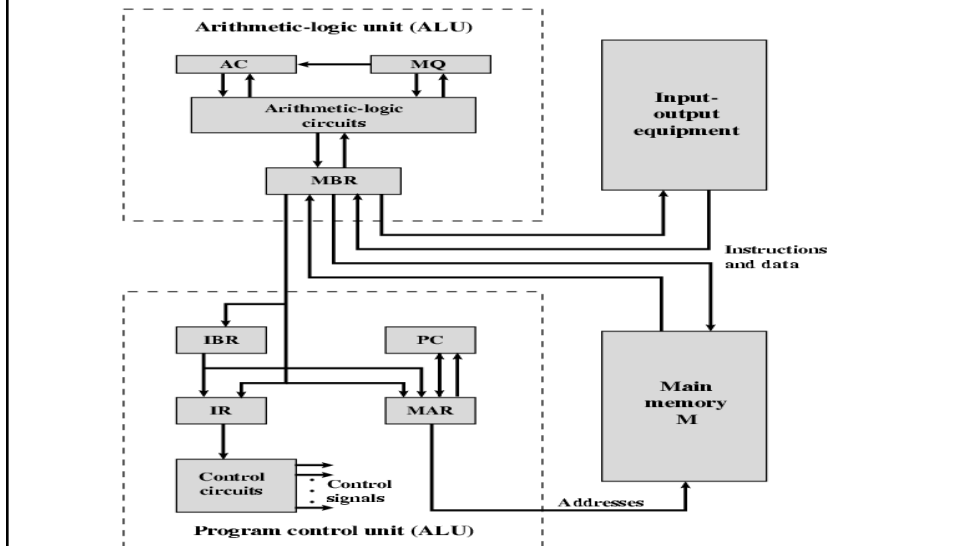 Arithmetic-logic unit (ALU)
AC
MQ
Arithmetic-logic
circuits
Input-
output
equipment
MBR
Instructions
and data
IBR
PC
Main
memory
M
IR
MAR
Control
circuits
Control
signals
Addresses
Program control unit (ALU)